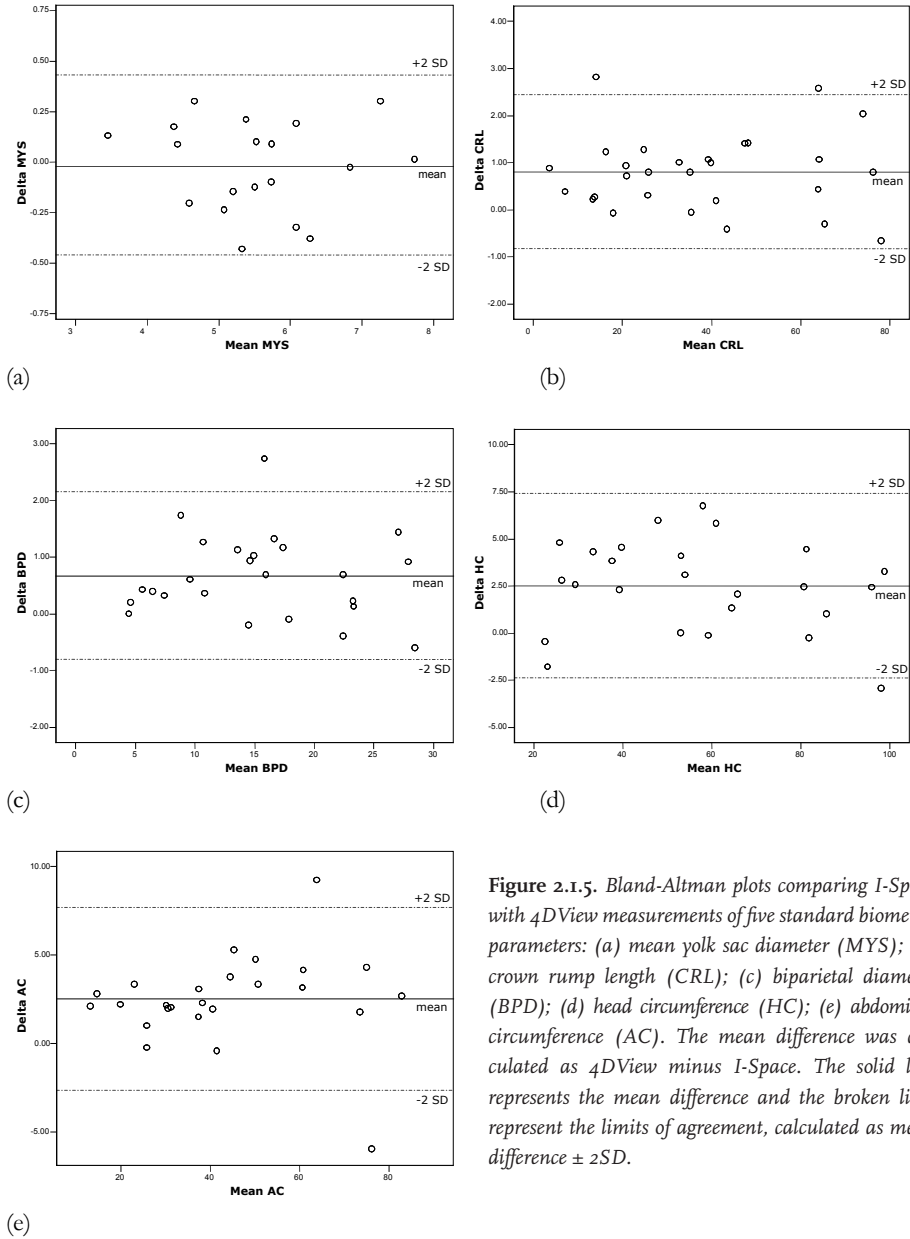 0.75
0.50
0.25
0.00
-0.25
-0.50
-0.75
Delta MYS
+2 SD
mean
-2 SD
3 4 5 6 7 8
Mean MYS
(a)
4.00
3.00
2.00
1.00
0.00
-1.00
-2.00
Delta CRL
+2 SD
mean
-2 SD
0 20 40 60 80
Mean CRL
(b)
3.00
2.00
1.00
0.00
-1.00
-2.00
Delta BPD
+2 SD
mean
-2 SD
0 5 10 15 20 25 30
Mean BPD
(c)
10.00
7.50
5.00
2.50
0.00
-2.50
-5.00
Delta HC
+2 SD
mean
-2 SD
20 40 60 80 100
Mean HC
(d)
10.00
5.00
0.00
-5.00
Delta AC
+2 SD
mean
-2 SD
20 40 60 80
Mean AC
(e)
Figure 2.1.5. Bland-Altman plots comparing I-Sp
with 4DView measurements of five standard biome
parameters: (a) mean yolk sac diameter (MYS);
crown rump length (CRL); (c) biparietal diame
(BPD); (d) head circumference (HC); (e) abdomi
circumference (AC). The mean difference was
culated as 4DView minus I-Space. The solid l
represents the mean difference and the broken li
represent the limits of agreement, calculated as me
difference ± 2SD.